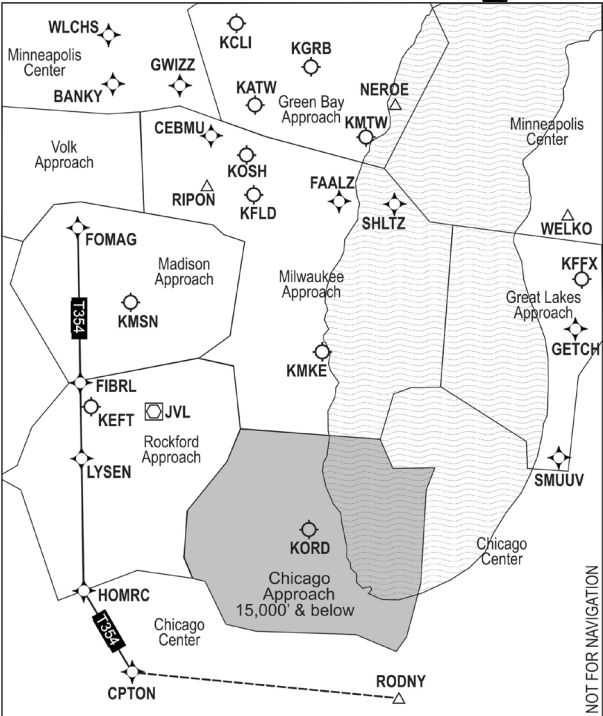 WLCHS
KCLI
Minneapolis
Center
KGRB
GWIZZ
BANKY
KATW
NEROE
Green Bay
Approach
CEBMU
KMTW
Minneapolis
Center
Volk
Approach
KOSH
RIPON
KFLD
FAALZ
SHLTZ
WELKO
FOMAG
Madison
Approach
Milwaukee
Approach
KFFX
Great Lakes
Approach
T354
KMSN
GETCH
KMKE
FIBRL
KEFT
JVL
Rockford
Approach
LYSEN
SMUUV
KORD
Chicago
Center
Chicago
Approach
15,000' & below
HOMRC
T354
Chicago
Center
CPTON
RODNY
NOT FOR NAVIGATION